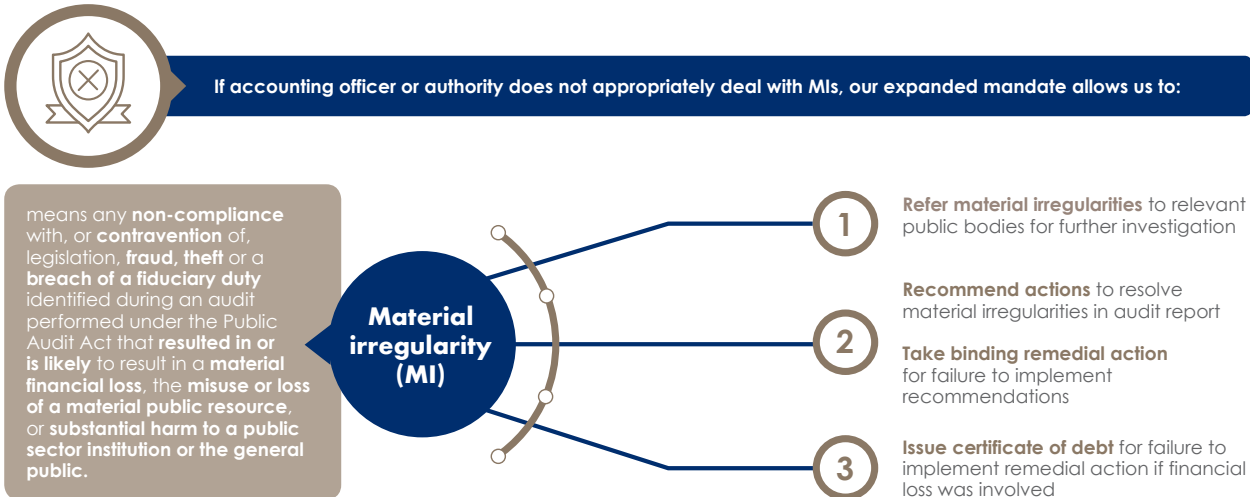 If accounting officer or authority does not appropriately deal with MIs, our expanded mandate allows us to:
means any non-compliance
with, or contravention of,
legislation, fraud, theft or a
breach of a fiduciary duty
identified during an audit
performed under the Public
Audit Act that resulted in or
is likely to result in a material
financial loss, the misuse or loss
of a material public resource,
or substantial harm to a public
sector institution or the general
public.
Material
irregularity
(MI)
1
Refer material irregularities to relevant
public bodies for further investigation
2
Recommend actions to resolve
material irregularities in audit report
Take binding remedial action
for failure to implement
recommendations
3
Issue certificate of debt for failure to
implement remedial action if financial
loss was involved